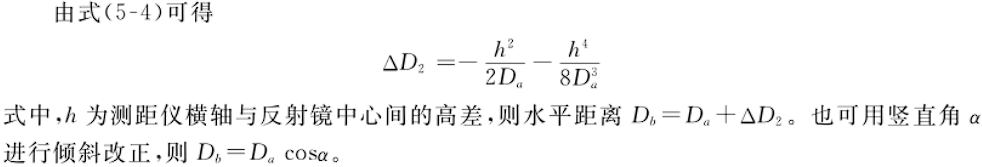 由式(5-4)可得
ΔD₂ =− h²/2Dₐ − h⁴/8Dₐ³
式中,h 为测距仪横轴与反射镜中心间的高差,则水平距离 D_b=Dₐ+ΔD₂。也可用竖直角 α
进行倾斜改正,则 D_b=Dₐ cosα。